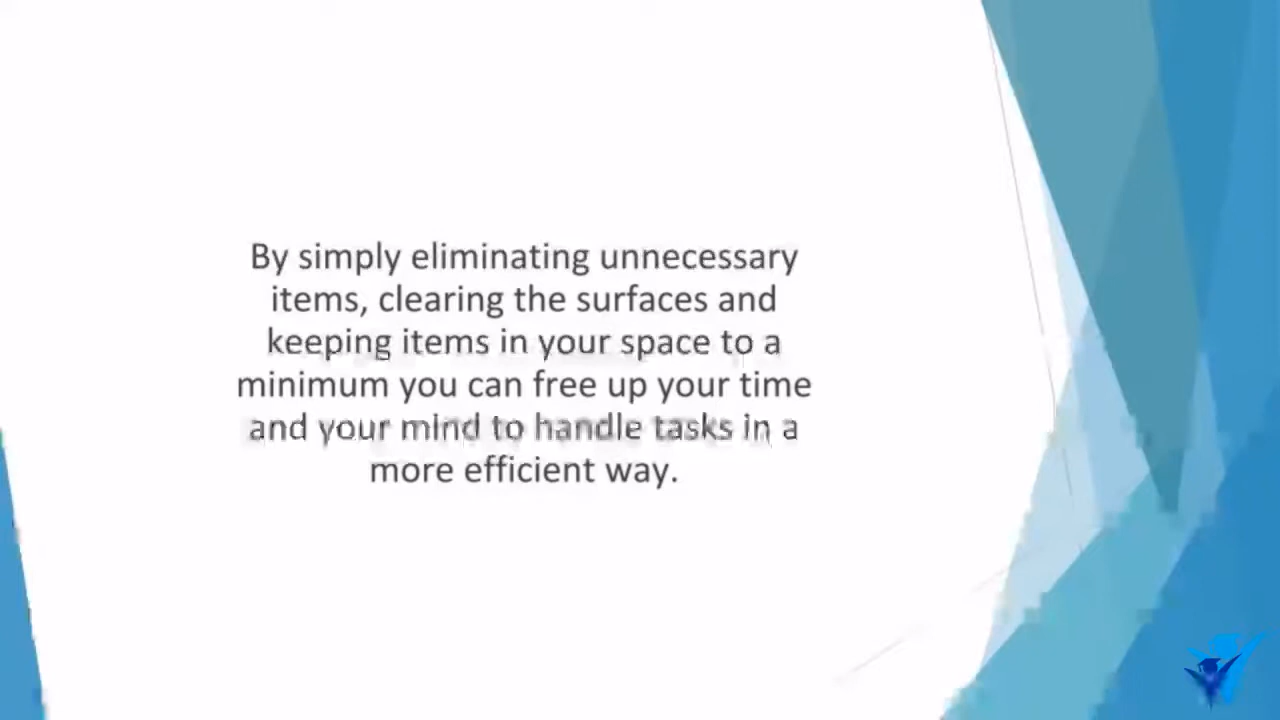 By simply eliminating unnecessary
items, clearing the surfaces and
keeping items in your space to a
minimum you can free up your time
and your mind to handle tasks in a
more efficient way.